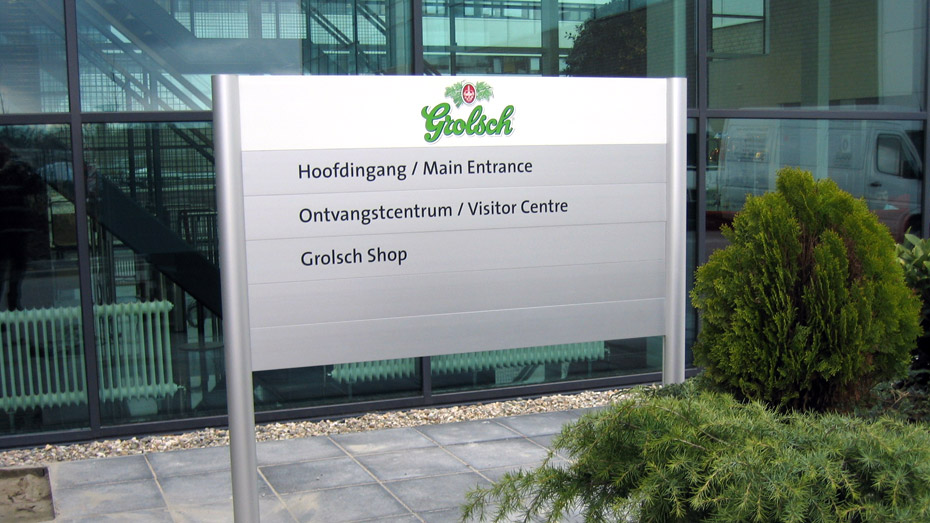 Grolsch
Hoofdingang / Main Entrance
Ontvangstcentrum / Visitor Centre
Grolsch Shop